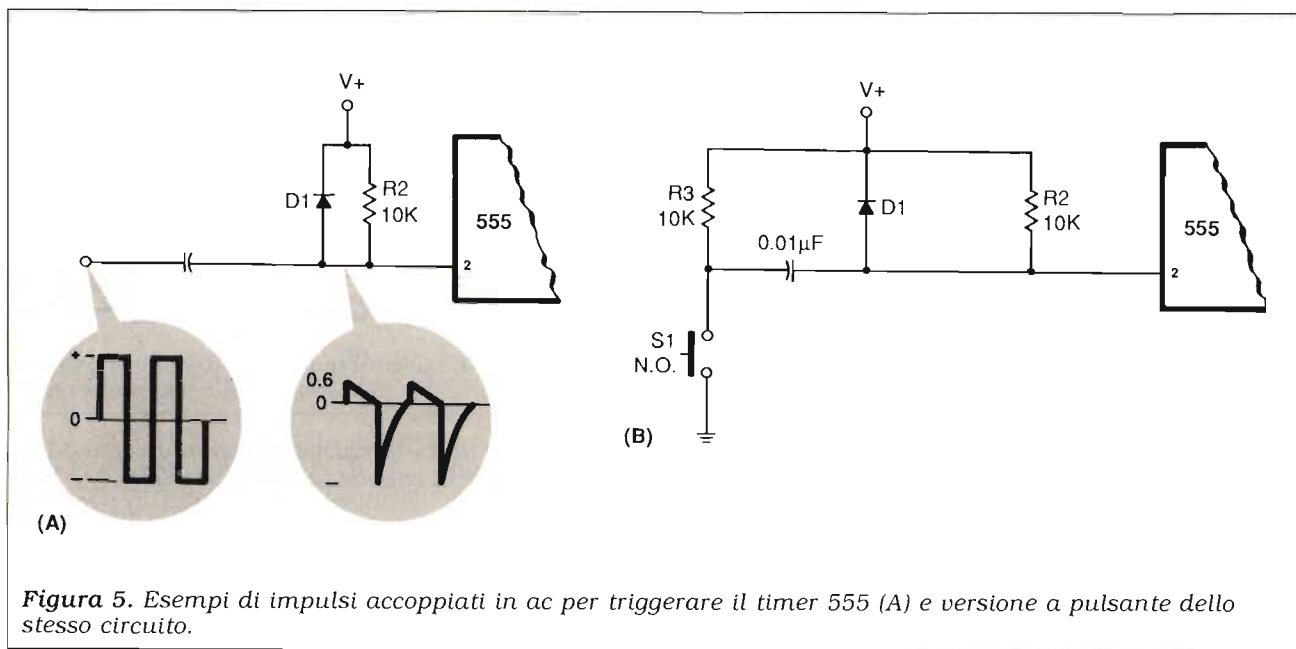 V+
D1
R2
10K
555
2
+
0
-
0.6
0
-
(A)
V+
R3
10K
0.01µF
D1
R2
10K
555
2
S1
N.O.
(B)
Figura 5. Esempi di impulsi accoppiati in ac per triggerare il timer 555 (A) e versione a pulsante dello
stesso circuito.